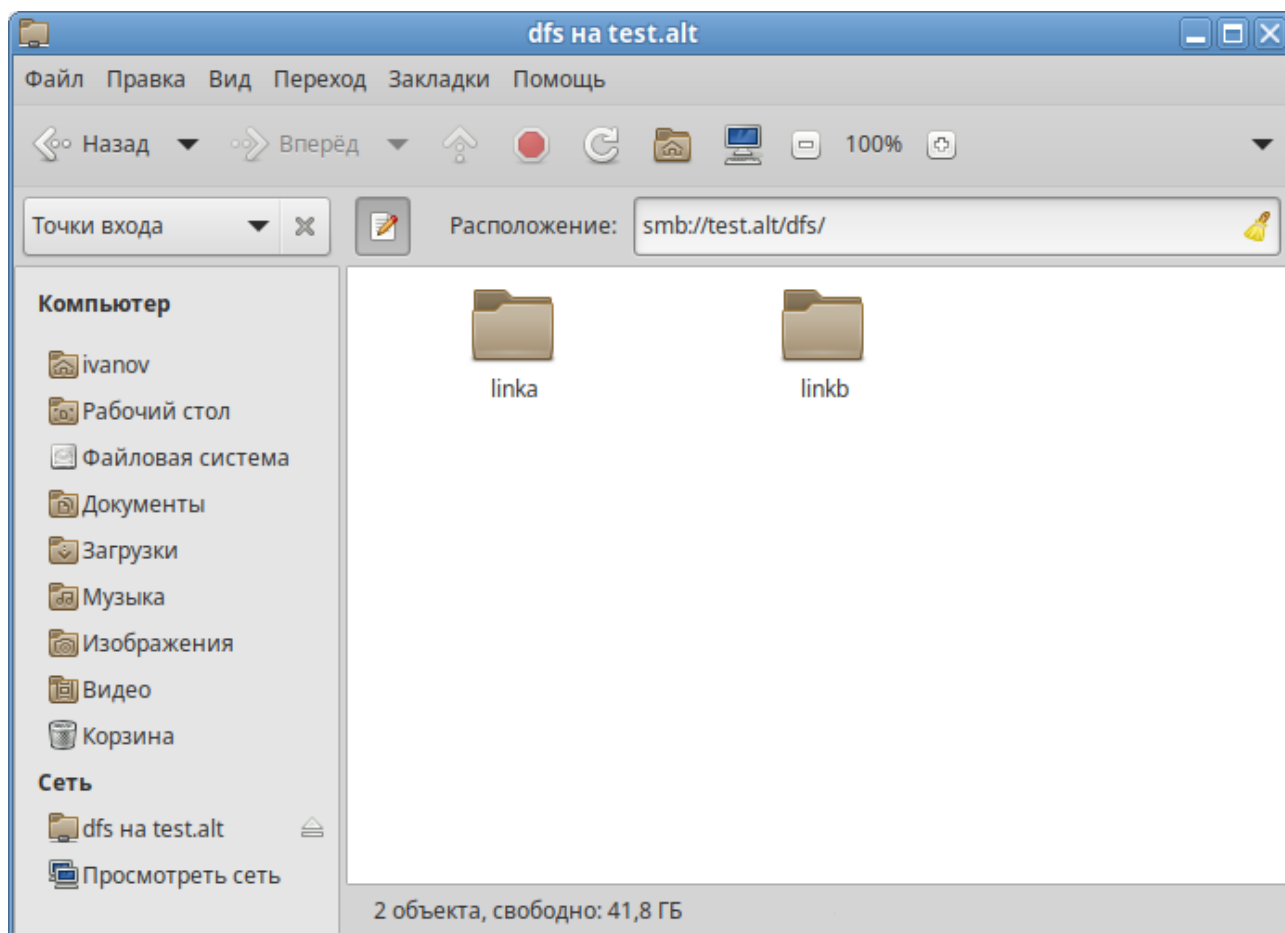 dfs на test.alt
Файл Правка Вид Переход Закладки Помощь
Назад Вперёд 100%
Точки входа Расположение: smb://test.alt/dfs/
Компьютер
ivanov
Рабочий стол
Файловая система
Документы
Загрузки
Музыка
Изображения
Видео
Корзина
Сеть
dfs на test.alt
Просмотреть сеть
linka linkb
2 объекта, свободно: 41,8 ГБ